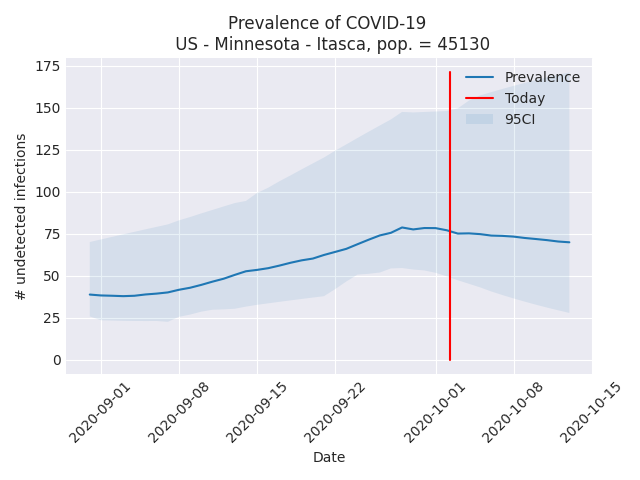 Prevalence of COVID-19
US - Minnesota - Itasca, pop. = 45130
175
150
125
100
75
50
25
0
# undetected infections
Prevalence
Today
95CI
2020-09-01
2020-09-08
2020-09-15
2020-09-22
2020-10-01
2020-10-08
2020-10-15
Date